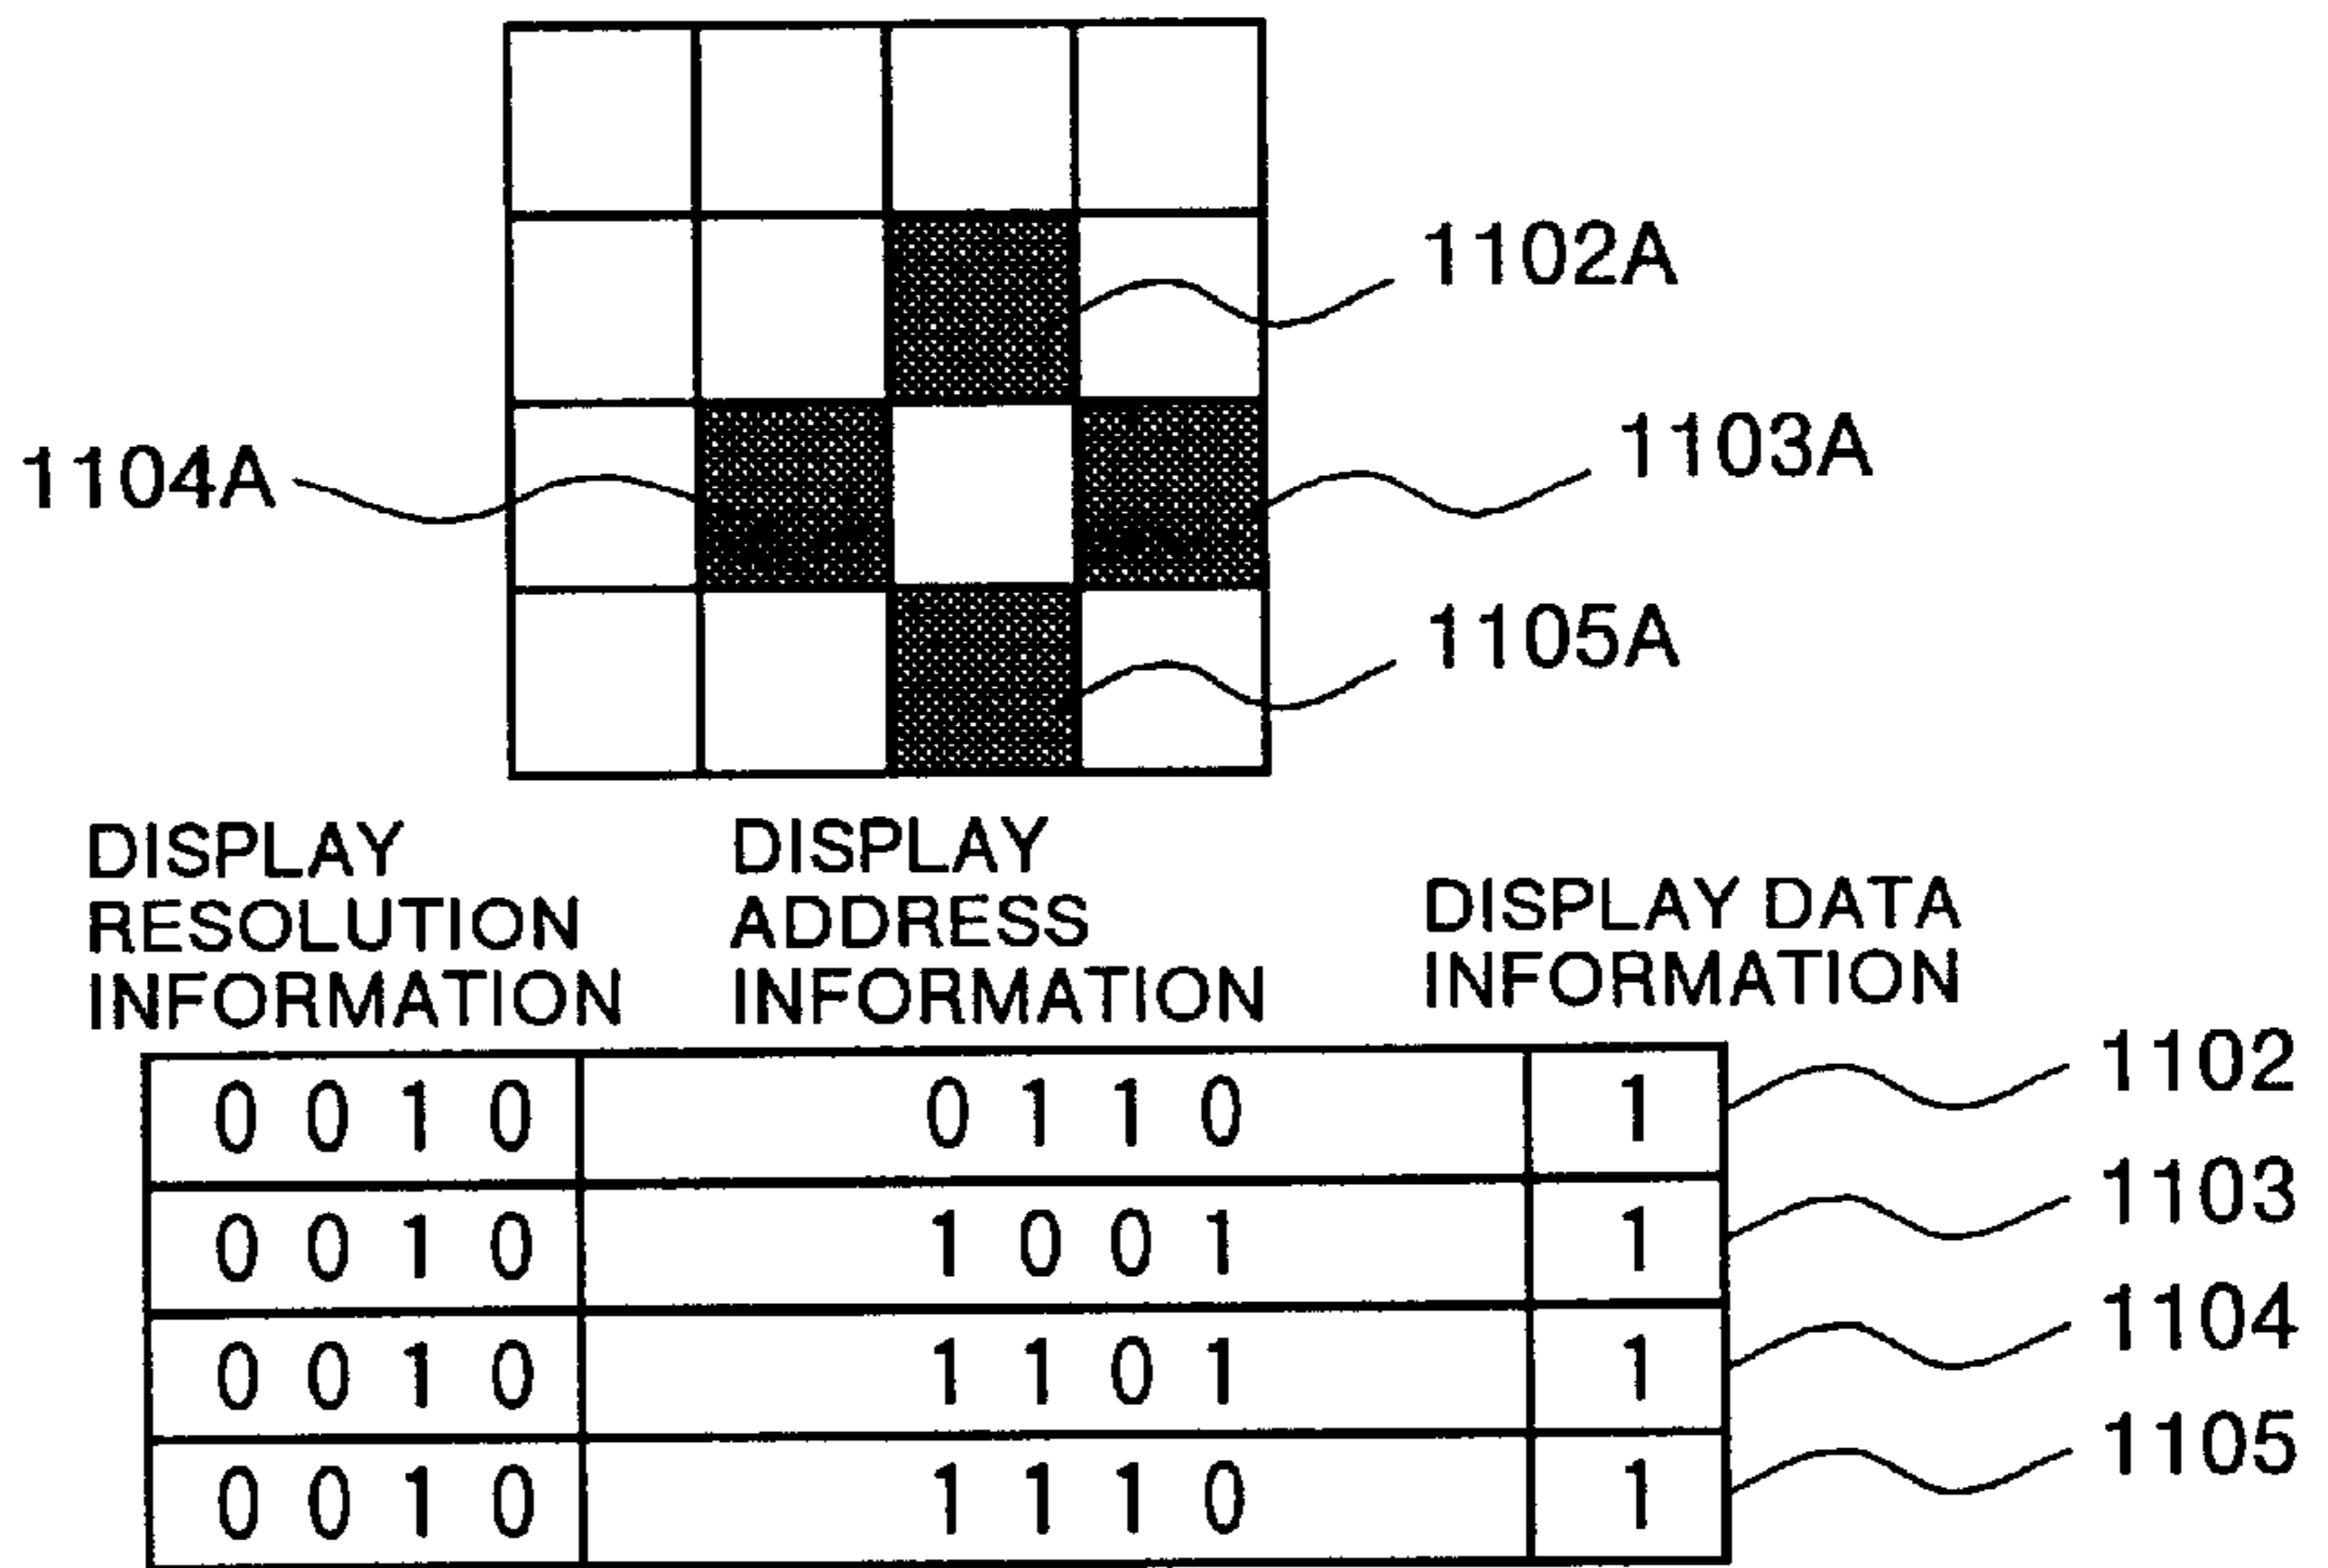 1102A
1103A
1104A
1105A
DISPLAY
RESOLUTION
INFORMATION
DISPLAY
ADDRESS
INFORMATION
DISPLAY DATA
INFORMATION
0 0 1 0 0 1 1 0 1 1102
0 0 1 0 1 0 0 1 1 1103
0 0 1 0 1 1 0 1 1 1104
0 0 1 0 1 1 1 0 1 1105